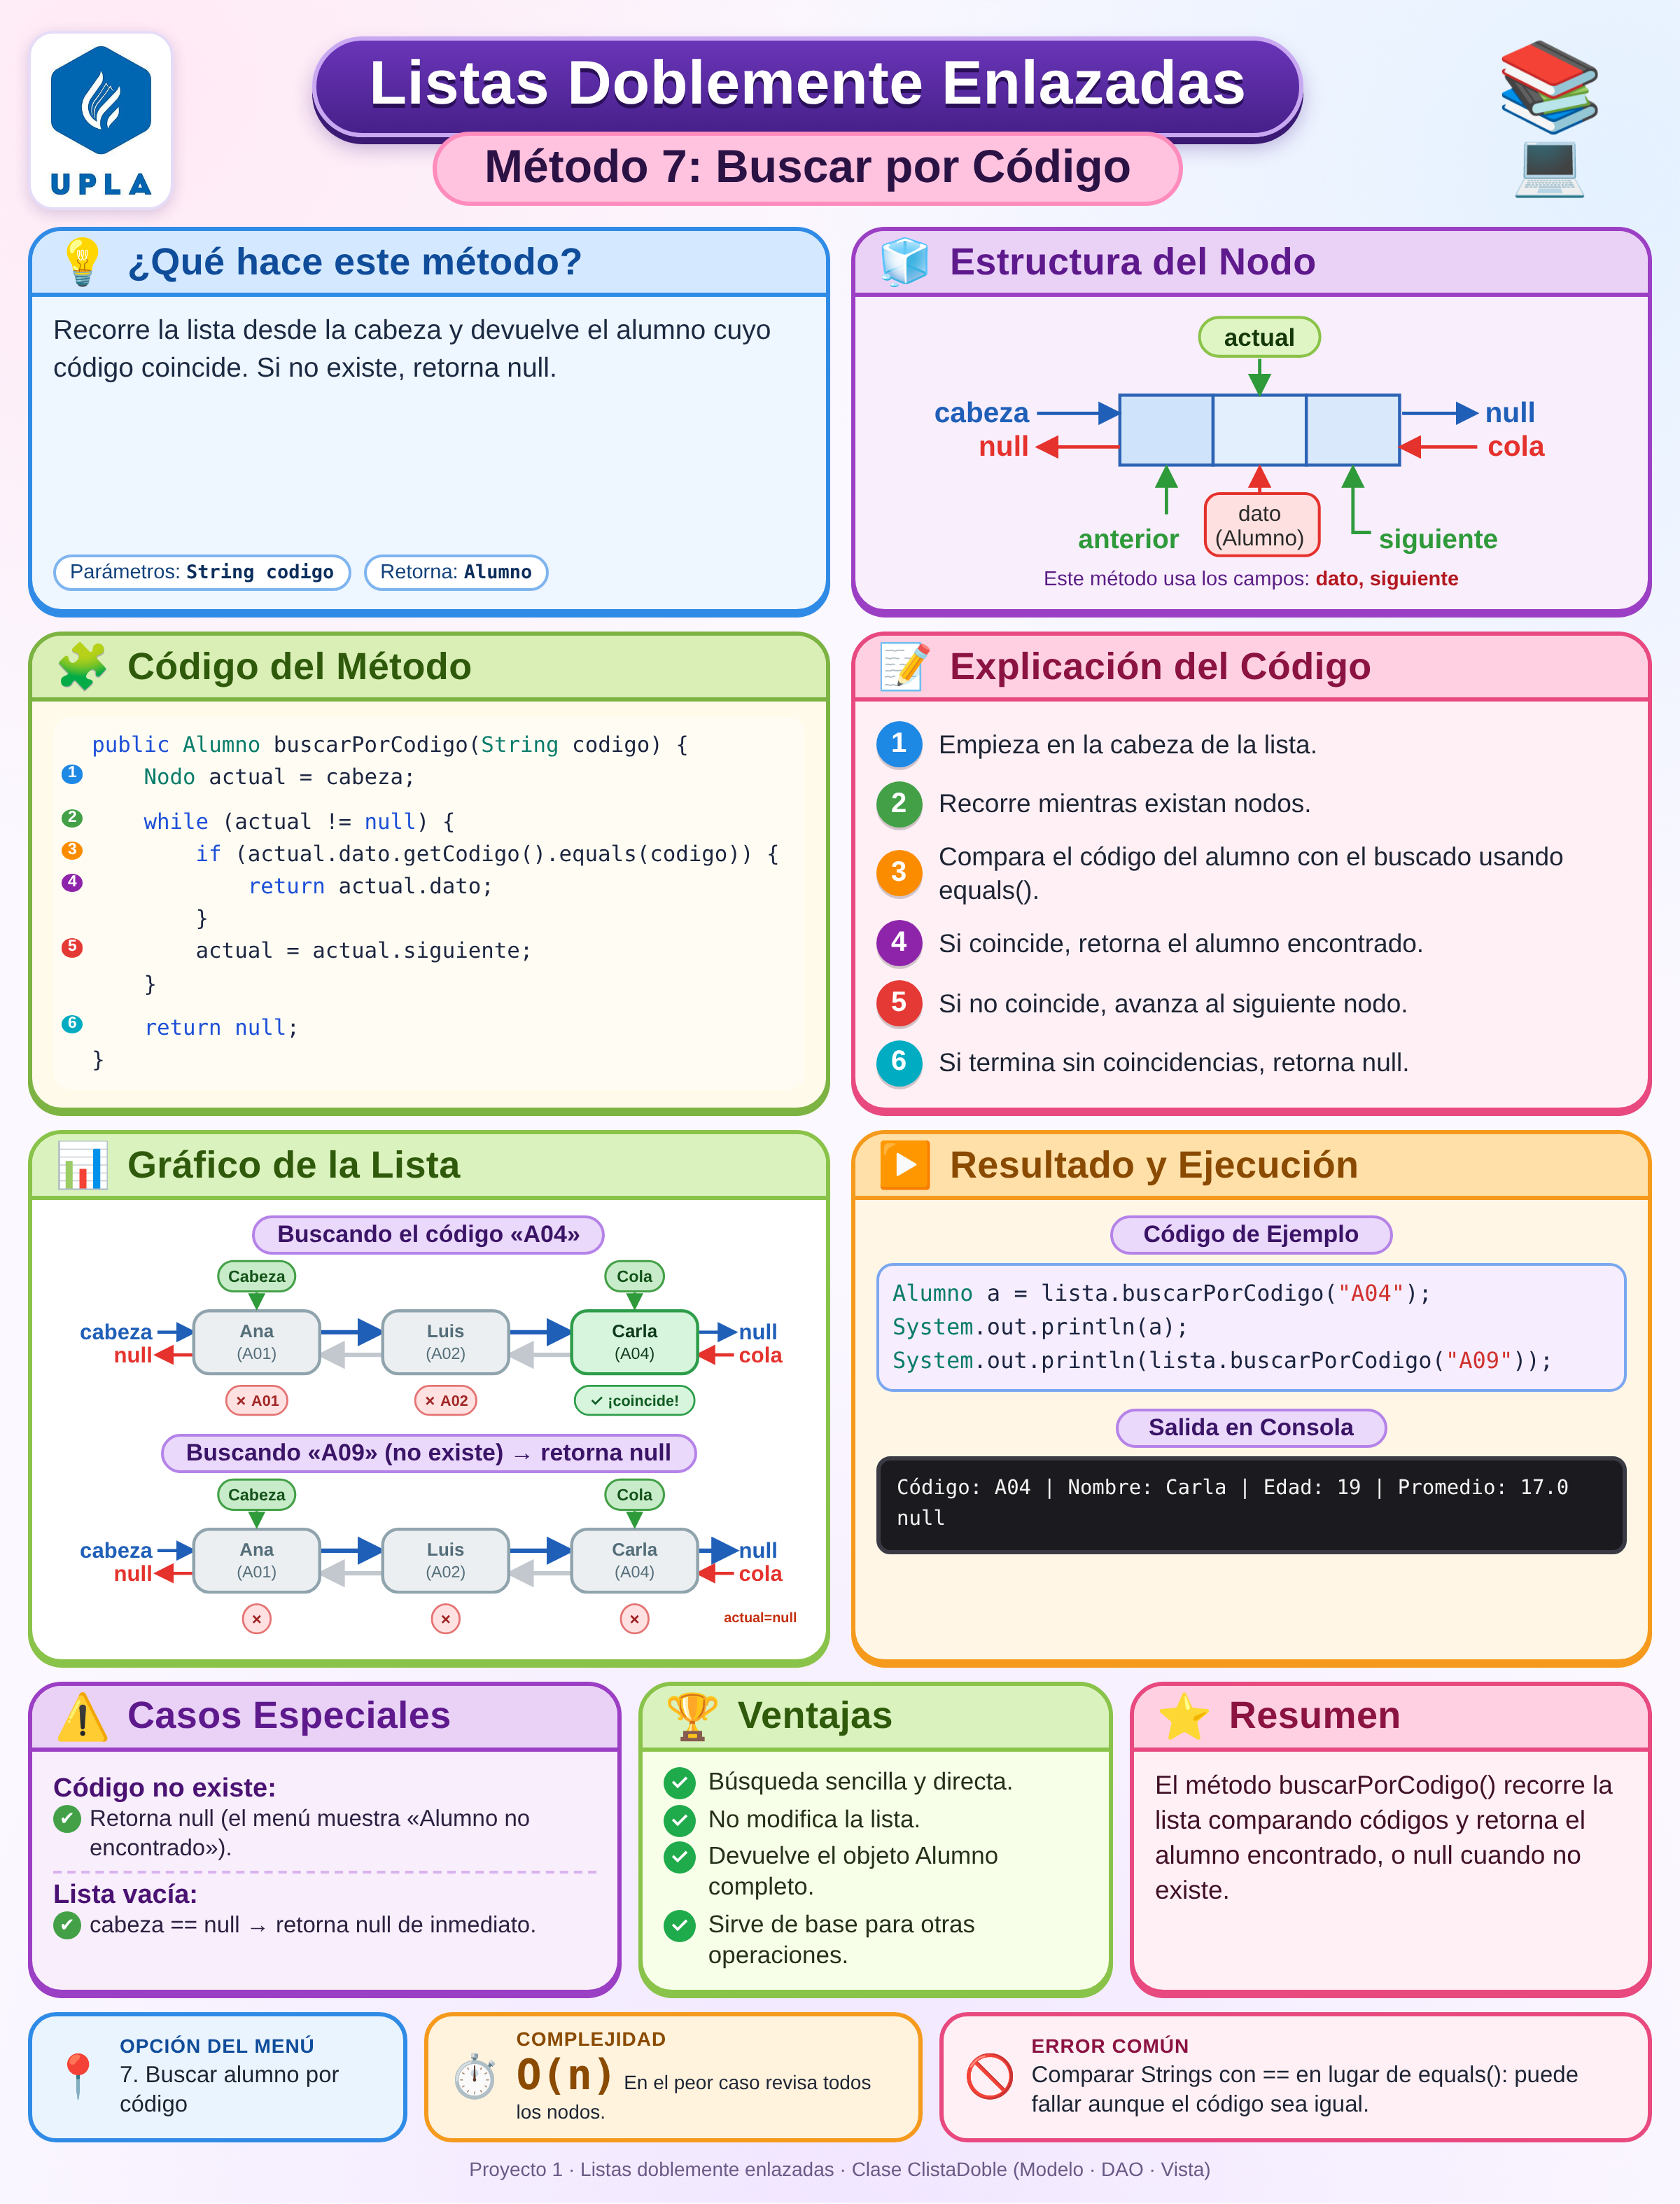 UPLA
Listas Doblemente Enlazadas
Método 7: Buscar por Código
¿Qué hace este método?
Recorre la lista desde la cabeza y devuelve el alumno cuyo
código coincide. Si no existe, retorna null.
Parámetros: String codigo
Retorna: Alumno
Estructura del Nodo
actual
cabeza
null
null
cola
anterior
dato
(Alumno)
siguiente
Este método usa los campos: dato, siguiente
Código del Método
public Alumno buscarPorCodigo(String codigo) {
1 Nodo actual = cabeza;
2 while (actual != null) {
3 if (actual.dato.getCodigo().equals(codigo)) {
4 return actual.dato;
}
5 actual = actual.siguiente;
}
6 return null;
}
Explicación del Código
1 Empieza en la cabeza de la lista.
2 Recorre mientras existan nodos.
3 Compara el código del alumno con el buscado usando
equals().
4 Si coincide, retorna el alumno encontrado.
5 Si no coincide, avanza al siguiente nodo.
6 Si termina sin coincidencias, retorna null.
Gráfico de la Lista
Buscando el código «A04»
Cabeza
Cola
cabeza
null
Ana
(A01)
Luis
(A02)
Carla
(A04)
null
cola
× A01
× A02
✓ ¡coincide!
Buscando «A09» (no existe) → retorna null
Cabeza
Cola
cabeza
null
Ana
(A01)
Luis
(A02)
Carla
(A04)
null
cola
×
×
×
actual=null
Resultado y Ejecución
Código de Ejemplo
Alumno a = lista.buscarPorCodigo("A04");
System.out.println(a);
System.out.println(lista.buscarPorCodigo("A09"));
Salida en Consola
Código: A04 | Nombre: Carla | Edad: 19 | Promedio: 17.0
null
Casos Especiales
Código no existe:
✔ Retorna null (el menú muestra «Alumno no
encontrado»).
Lista vacía:
✔ cabeza == null → retorna null de inmediato.
Ventajas
✓ Búsqueda sencilla y directa.
✓ No modifica la lista.
✓ Devuelve el objeto Alumno
completo.
✓ Sirve de base para otras
operaciones.
Resumen
El método buscarPorCodigo() recorre la
lista comparando códigos y retorna el
alumno encontrado, o null cuando no
existe.
OPCIÓN DEL MENÚ
7. Buscar alumno por
código
COMPLEJIDAD
O(n) En el peor caso revisa todos
los nodos.
ERROR COMÚN
Comparar Strings con == en lugar de equals(): puede
fallar aunque el código sea igual.
Proyecto 1 · Listas doblemente enlazadas · Clase ClistaDoble (Modelo · DAO · Vista)